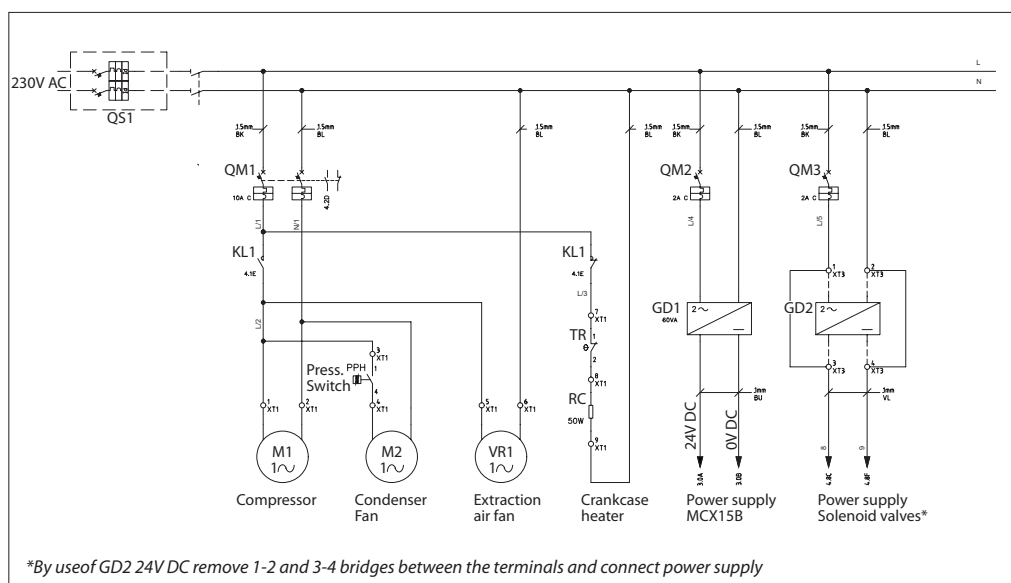 L
230V AC
N
QS1
1.5mm
BK
1.5mm
BL
1.5mm
BL
1.5mm
BL
1.5mm
BK
1.5mm
BL
1.5mm
BK
1.5mm
BL
QM1
10A C
4.2D
QM2
2A C
QM3
2A C
L/1
N/1
L/4
L/5
KL1
4.1E
KL1
4.1E
1
XT3
2
XT3
L/3
GD1
60VA
2~
GD2
2~
7
XT1
L/2
TR
1
2
3
XT1
Press.
Switch
PPH
1
4
3
XT3
4
XT3
8
XT1
RC
50W
1mm
BU
1mm
VL
1
XT1
2
XT1
4
XT1
5
XT1
6
XT1
9
XT1
24V DC
0V DC
8
9
M1
1~
M2
1~
VR1
1~
3.0A
3.0B
4.8C
4.8F
Compressor
Condenser
Fan
Extraction
air fan
Crankcase
heater
Power supply
MCX15B
Power supply
Solenoid valves*
*By useof GD2 24V DC remove 1-2 and 3-4 bridges between the terminals and connect power supply